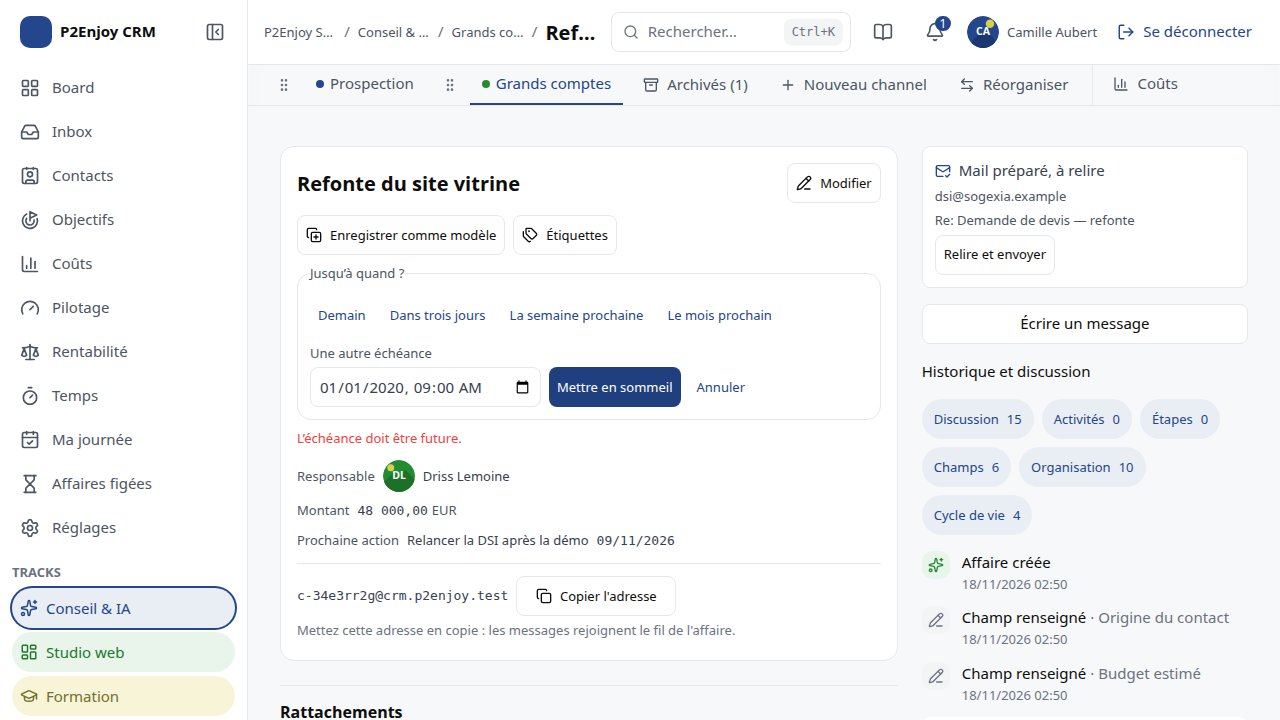 P2Enjoy CRM
Board
Inbox
Contacts
Objectifs
Coûts
Pilotage
Rentabilité
Temps
Ma journée
Affaires figées
Réglages
TRACKS
Conseil & IA
Studio web
Formation
P2Enjoy S... / Conseil & ... / Grands co... / Ref...
Rechercher... Ctrl+K
1
CA Camille Aubert
Se déconnecter
Prospection
Grands comptes
Archivés (1)
Nouveau channel
Réorganiser
Coûts
Refonte du site vitrine
Modifier
Enregistrer comme modèle
Étiquettes
Jusqu'à quand ?
Demain
Dans trois jours
La semaine prochaine
Le mois prochain
Une autre échéance
01/01/2020, 09:00 AM
Mettre en sommeil
Annuler
L'échéance doit être future.
Responsable DL Driss Lemoine
Montant 48 000,00 EUR
Prochaine action Relancer la DSI après la démo 09/11/2026
c-34e3rr2g@crm.p2enjoy.test
Copier l'adresse
Mettez cette adresse en copie : les messages rejoignent le fil de l'affaire.
Rattachements
Mail préparé, à relire
dsi@sogexia.example
Re: Demande de devis — refonte
Relire et envoyer
Écrire un message
Historique et discussion
Discussion 15
Activités 0
Étapes 0
Champs 6
Organisation 10
Cycle de vie 4
Affaire créée
18/11/2026 02:50
Champ renseigné · Origine du contact
18/11/2026 02:50
Champ renseigné · Budget estimé
18/11/2026 02:50